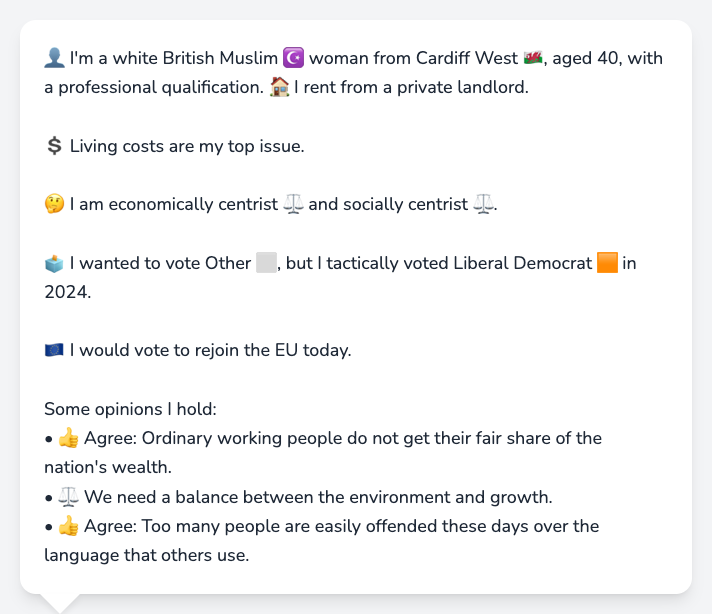 👤 I'm a white British Muslim ☪️ woman from Cardiff West 🏴󠁧󠁢󠁷󠁬󠁳󠁿, aged 40, with
a professional qualification. 🏠 I rent from a private landlord.
💲 Living costs are my top issue.
🤔 I am economically centrist ⚖️ and socially centrist ⚖️.
🗳️ I wanted to vote Other ⬜, but I tactically voted Liberal Democrat 🟧 in
2024.
🇪🇺 I would vote to rejoin the EU today.
Some opinions I hold:
• 👍 Agree: Ordinary working people do not get their fair share of the
nation's wealth.
• ⚖️ We need a balance between the environment and growth.
• 👍 Agree: Too many people are easily offended these days over the
language that others use.